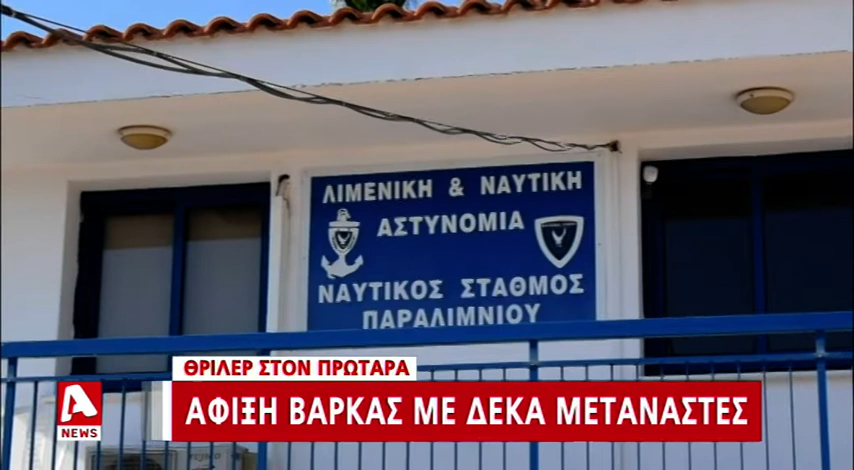 ΛΙΜΕΝΙΚΗ & ΝΑΥΤΙΚΗ
ΑΣΤΥΝΟΜΙΑ
ΝΑΥΤΙΚΟΣ ΣΤΑΘΜΟΣ
ΠΑΡΑΛΙΜΝΙΟΥ
ΘΡΙΛΕΡ ΣΤΟΝ ΠΡΩΤΑΡΑ
ΑΦΙΞΗ ΒΑΡΚΑΣ ΜΕ ΔΕΚΑ ΜΕΤΑΝΑΣΤΕΣ
A
NEWS